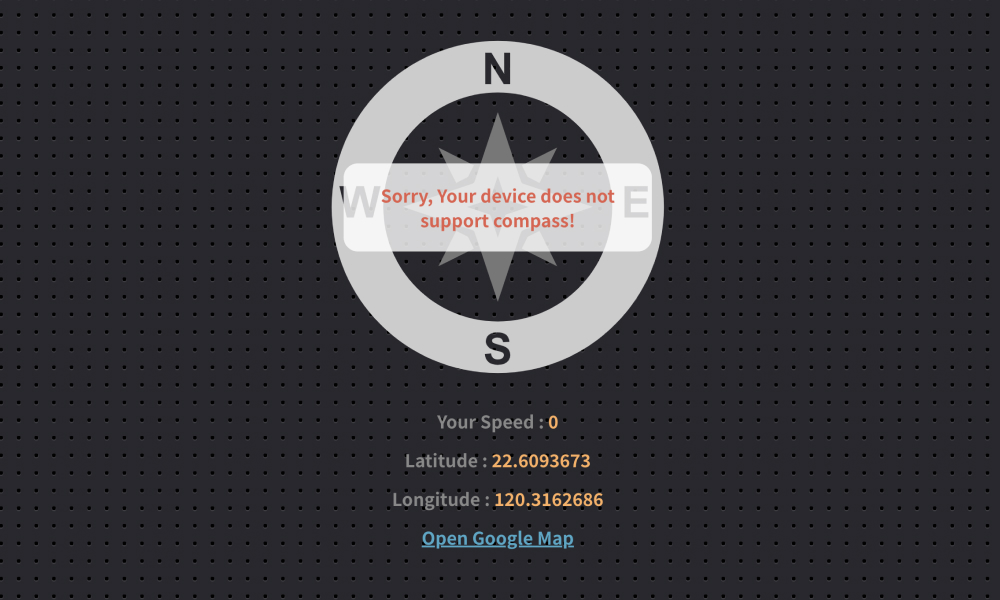 N
W
E
Sorry, Your device does not
support compass!
S
Your Speed : 0
Latitude : 22.6093673
Longitude : 120.3162686
Open Google Map